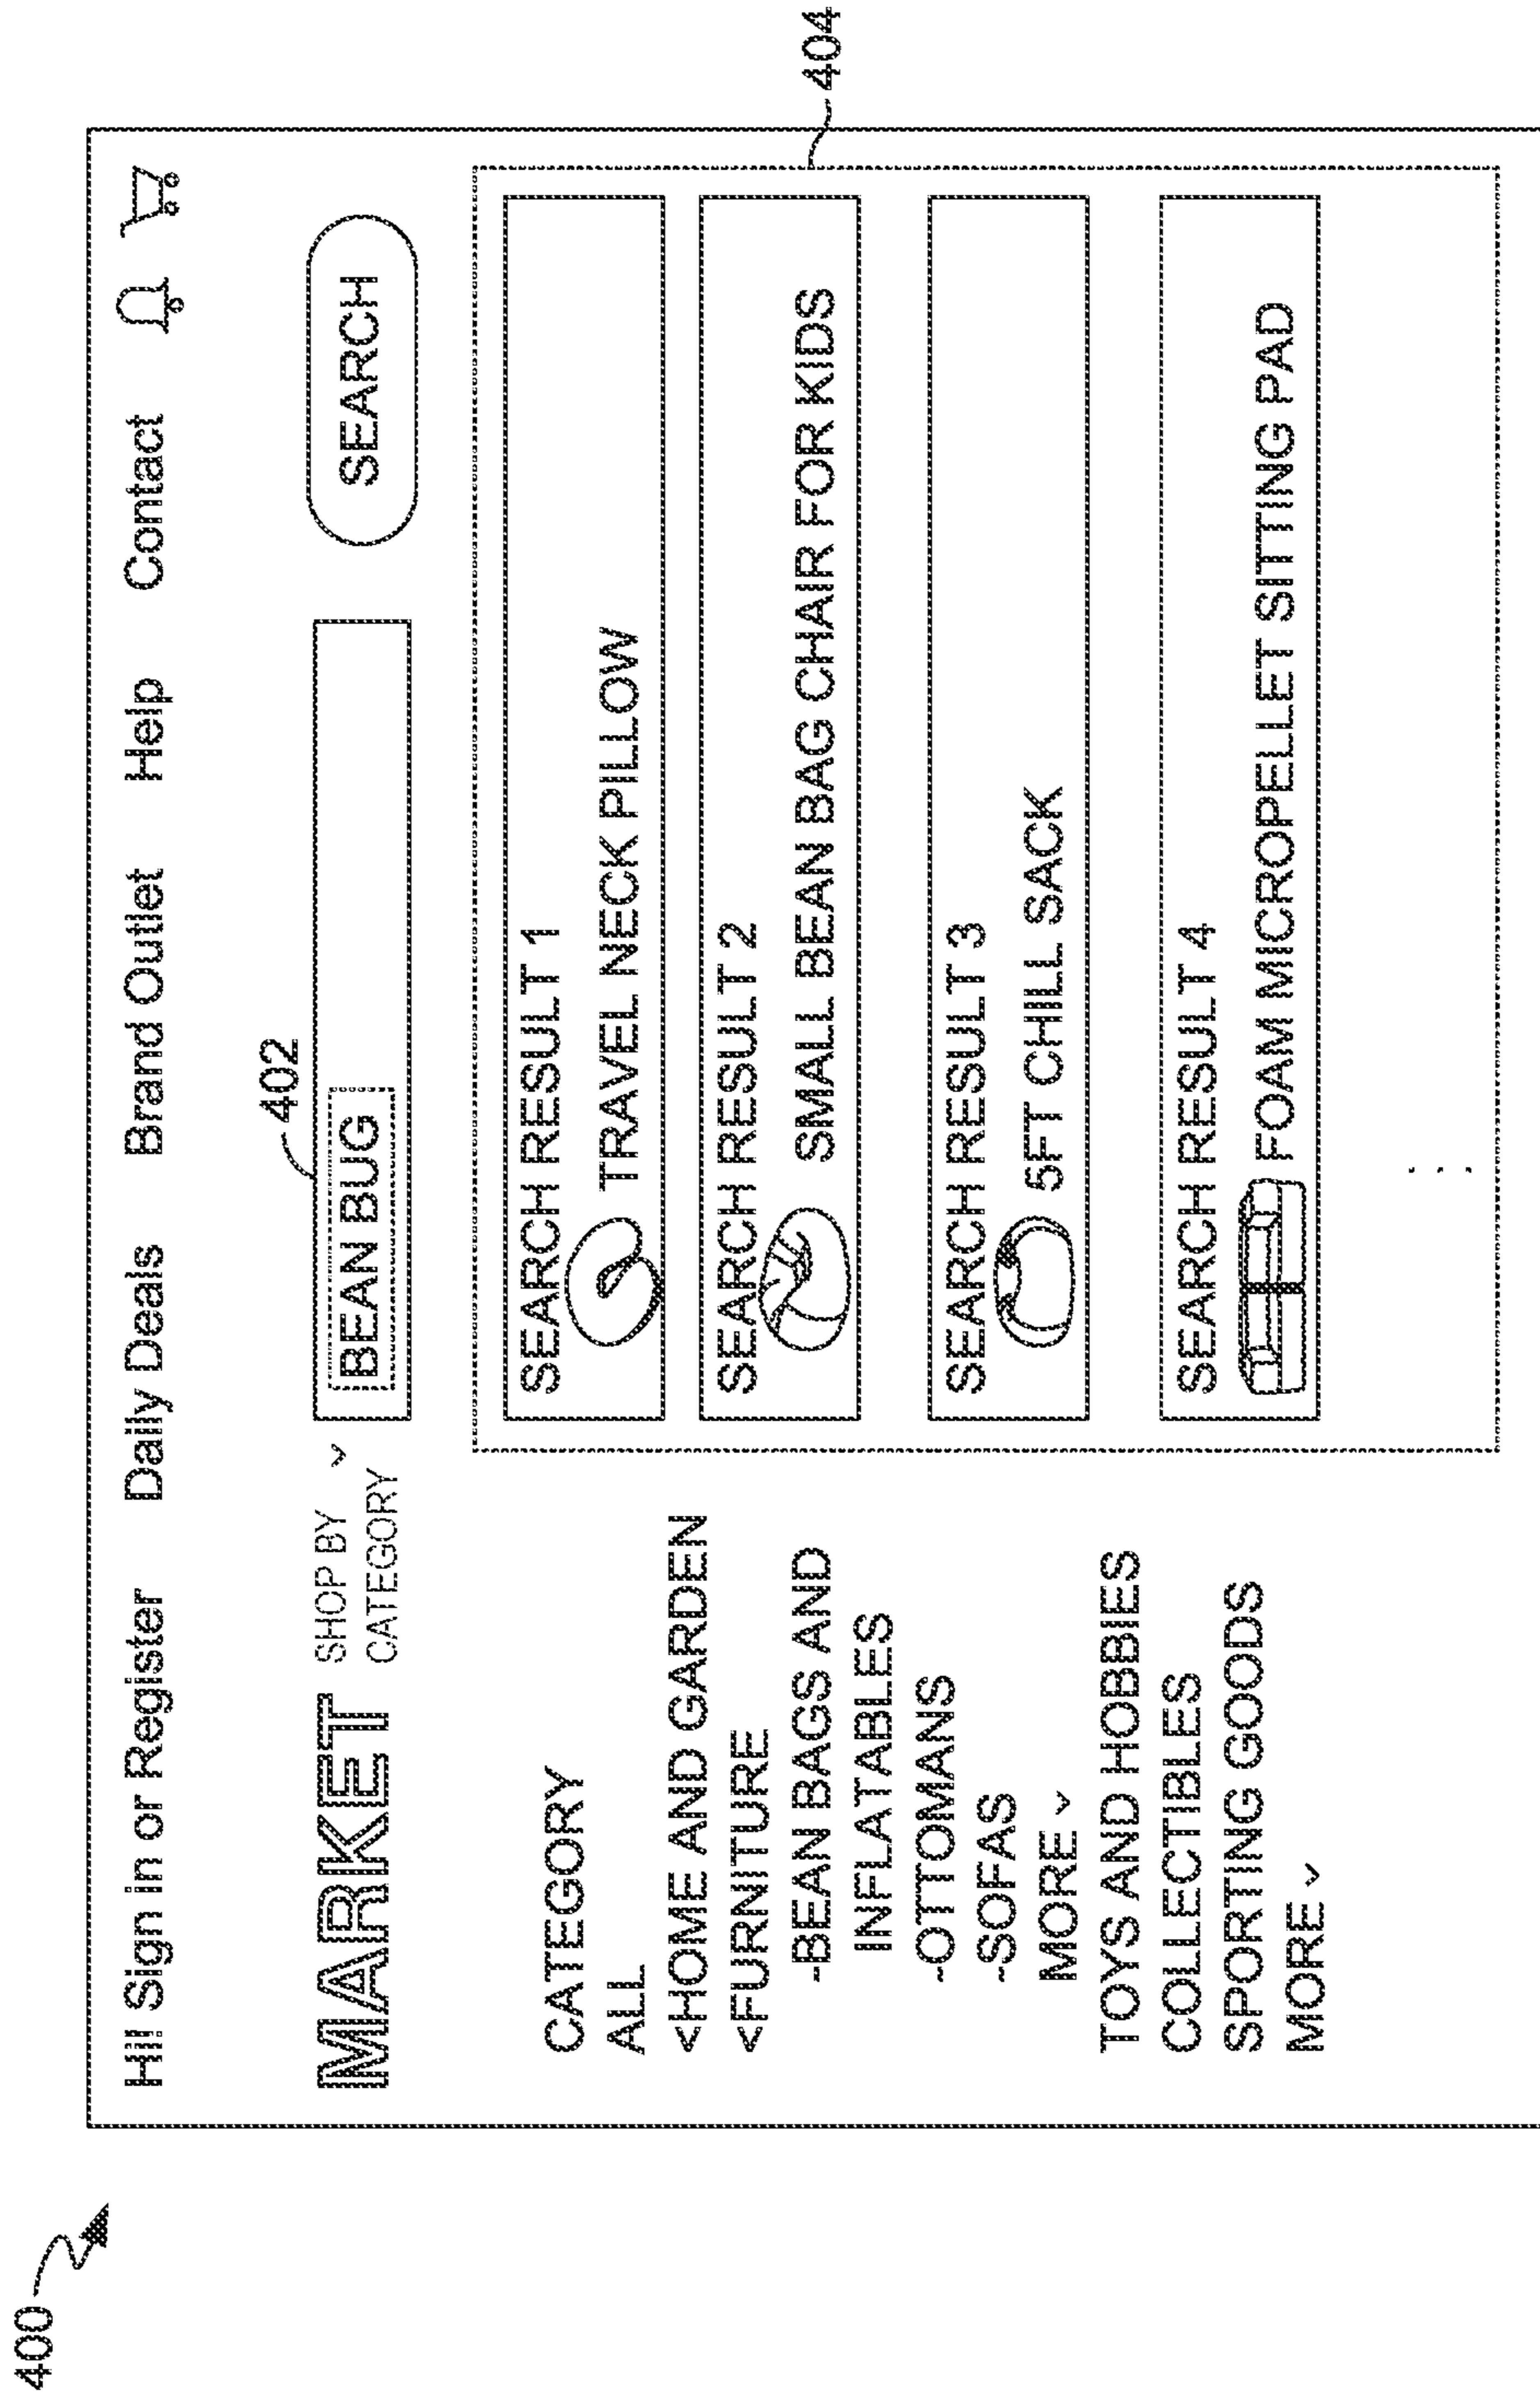 400
Hi! Sign in or Register Daily Deals Brand Outlet Help Contact
402
MARKET SHOP BY CATEGORY BEAN BUG SEARCH
CATEGORY
ALL
<HOME AND GARDEN
<FURNITURE
-BEAN BAGS AND
INFLATABLES
-OTTOMANS
-SOFAS
MORE
TOYS AND HOBBIES
COLLECTIBLES
SPORTING GOODS
MORE
SEARCH RESULT 1
TRAVEL NECK PILLOW
SEARCH RESULT 2
SMALL BEAN BAG CHAIR FOR KIDS
SEARCH RESULT 3
5FT CHILL SACK
SEARCH RESULT 4
FOAM MICROPELLET SITTING PAD
. . .
404